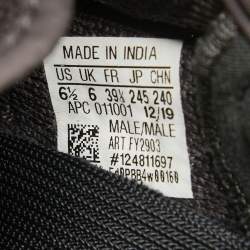 MADE IN INDIA
US UK FR JP CHN
6½ 6 39⅓ 245 240
APC 011001 12/19
MALE/MALE
ART FY2903
#124811697